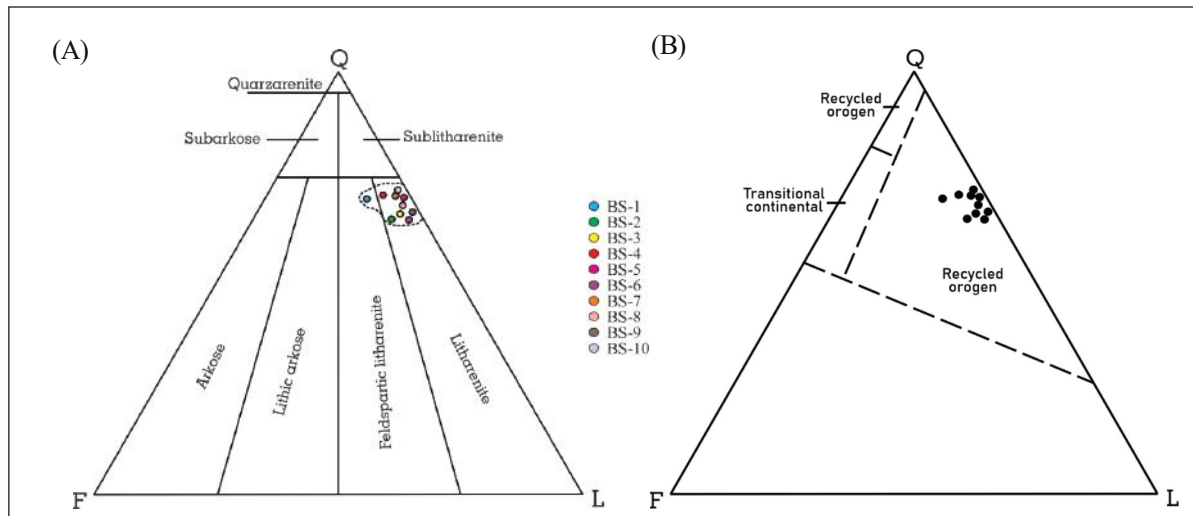 (A)
Q
Quarzarenite
Subarkose
Sublitharenite
Arkose
Lithic arkose
Feldspartic litharenite
Litharenite
F
L
BS-1
BS-2
BS-3
BS-4
BS-5
BS-6
BS-7
BS-8
BS-9
BS-10
(B)
Q
Recycled
orogen
Transitional
continental
Recycled
orogen
F
L